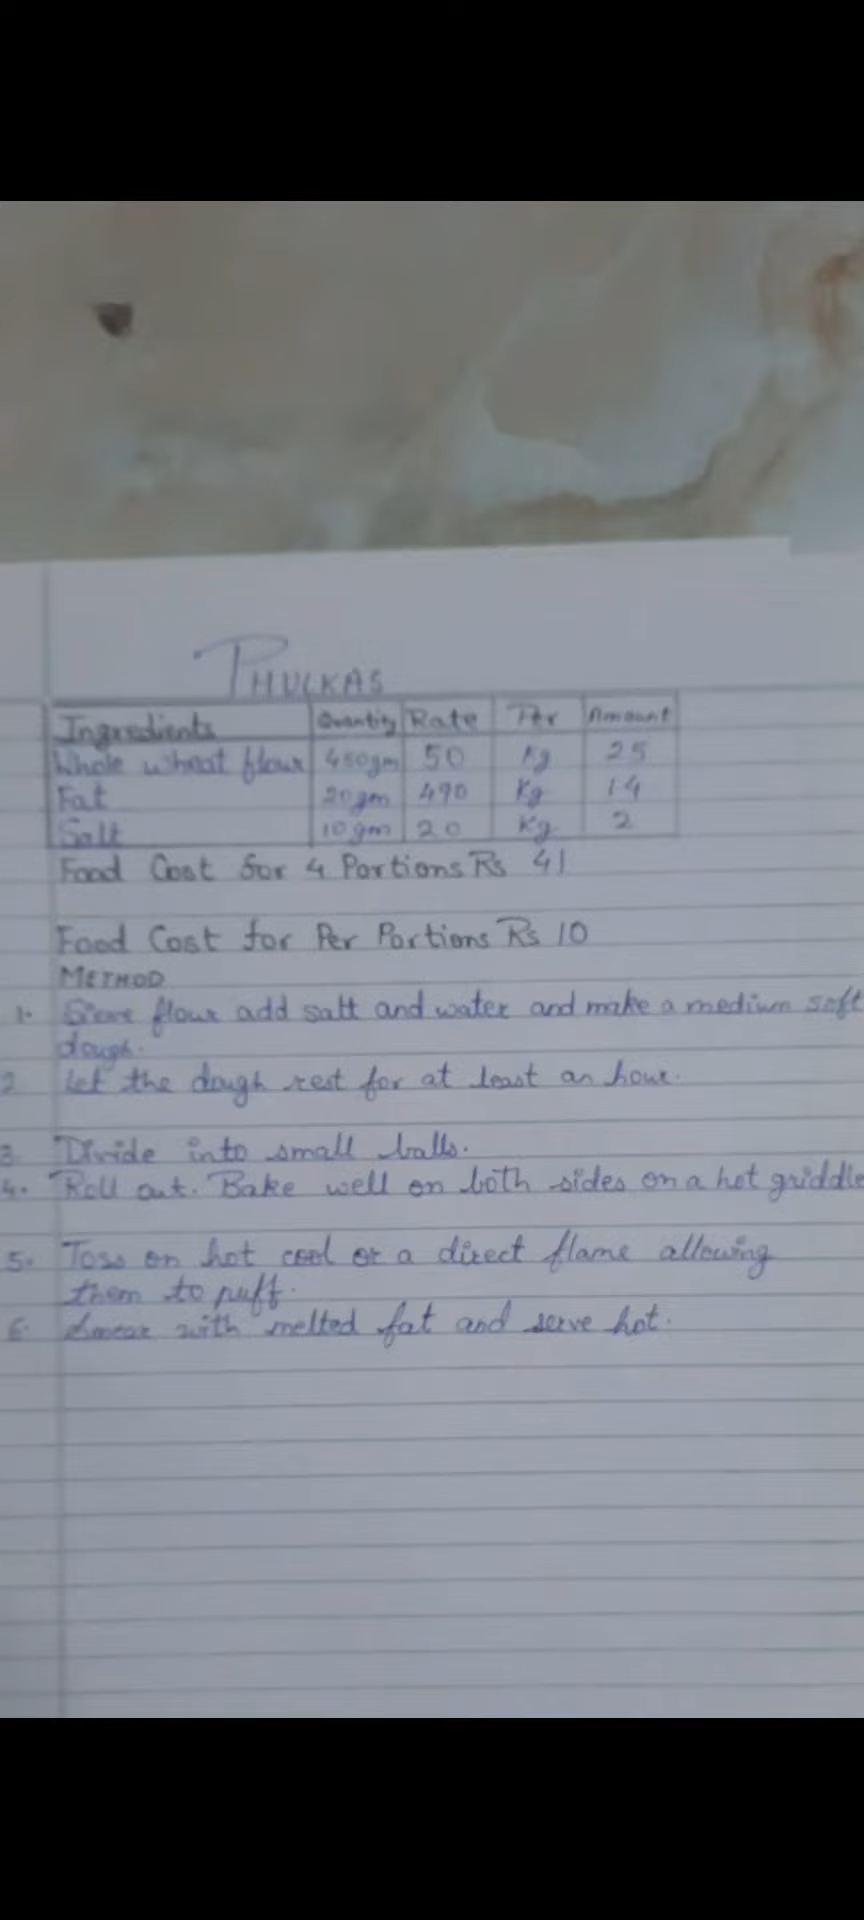 PHULKAS
Ingredients Quantity Rate Per Amount
Whole wheat flour 450gm 50 Kg 25
Fat 20gm 490 Kg 14
Salt 10gm 20 Kg 2
Food Cost for 4 Portions Rs 41
Food Cost for Per Portions Rs 10
METHOD
1. Sieve flour add salt and water and make a medium soft
dough.
2 Let the dough rest for at least an hour.
3. Divide into small balls.
4. Roll out. Bake well on both sides on a hot griddle
5. Toss on hot cool or a direct flame allowing
them to puff.
6. Smear with melted fat and serve hot.